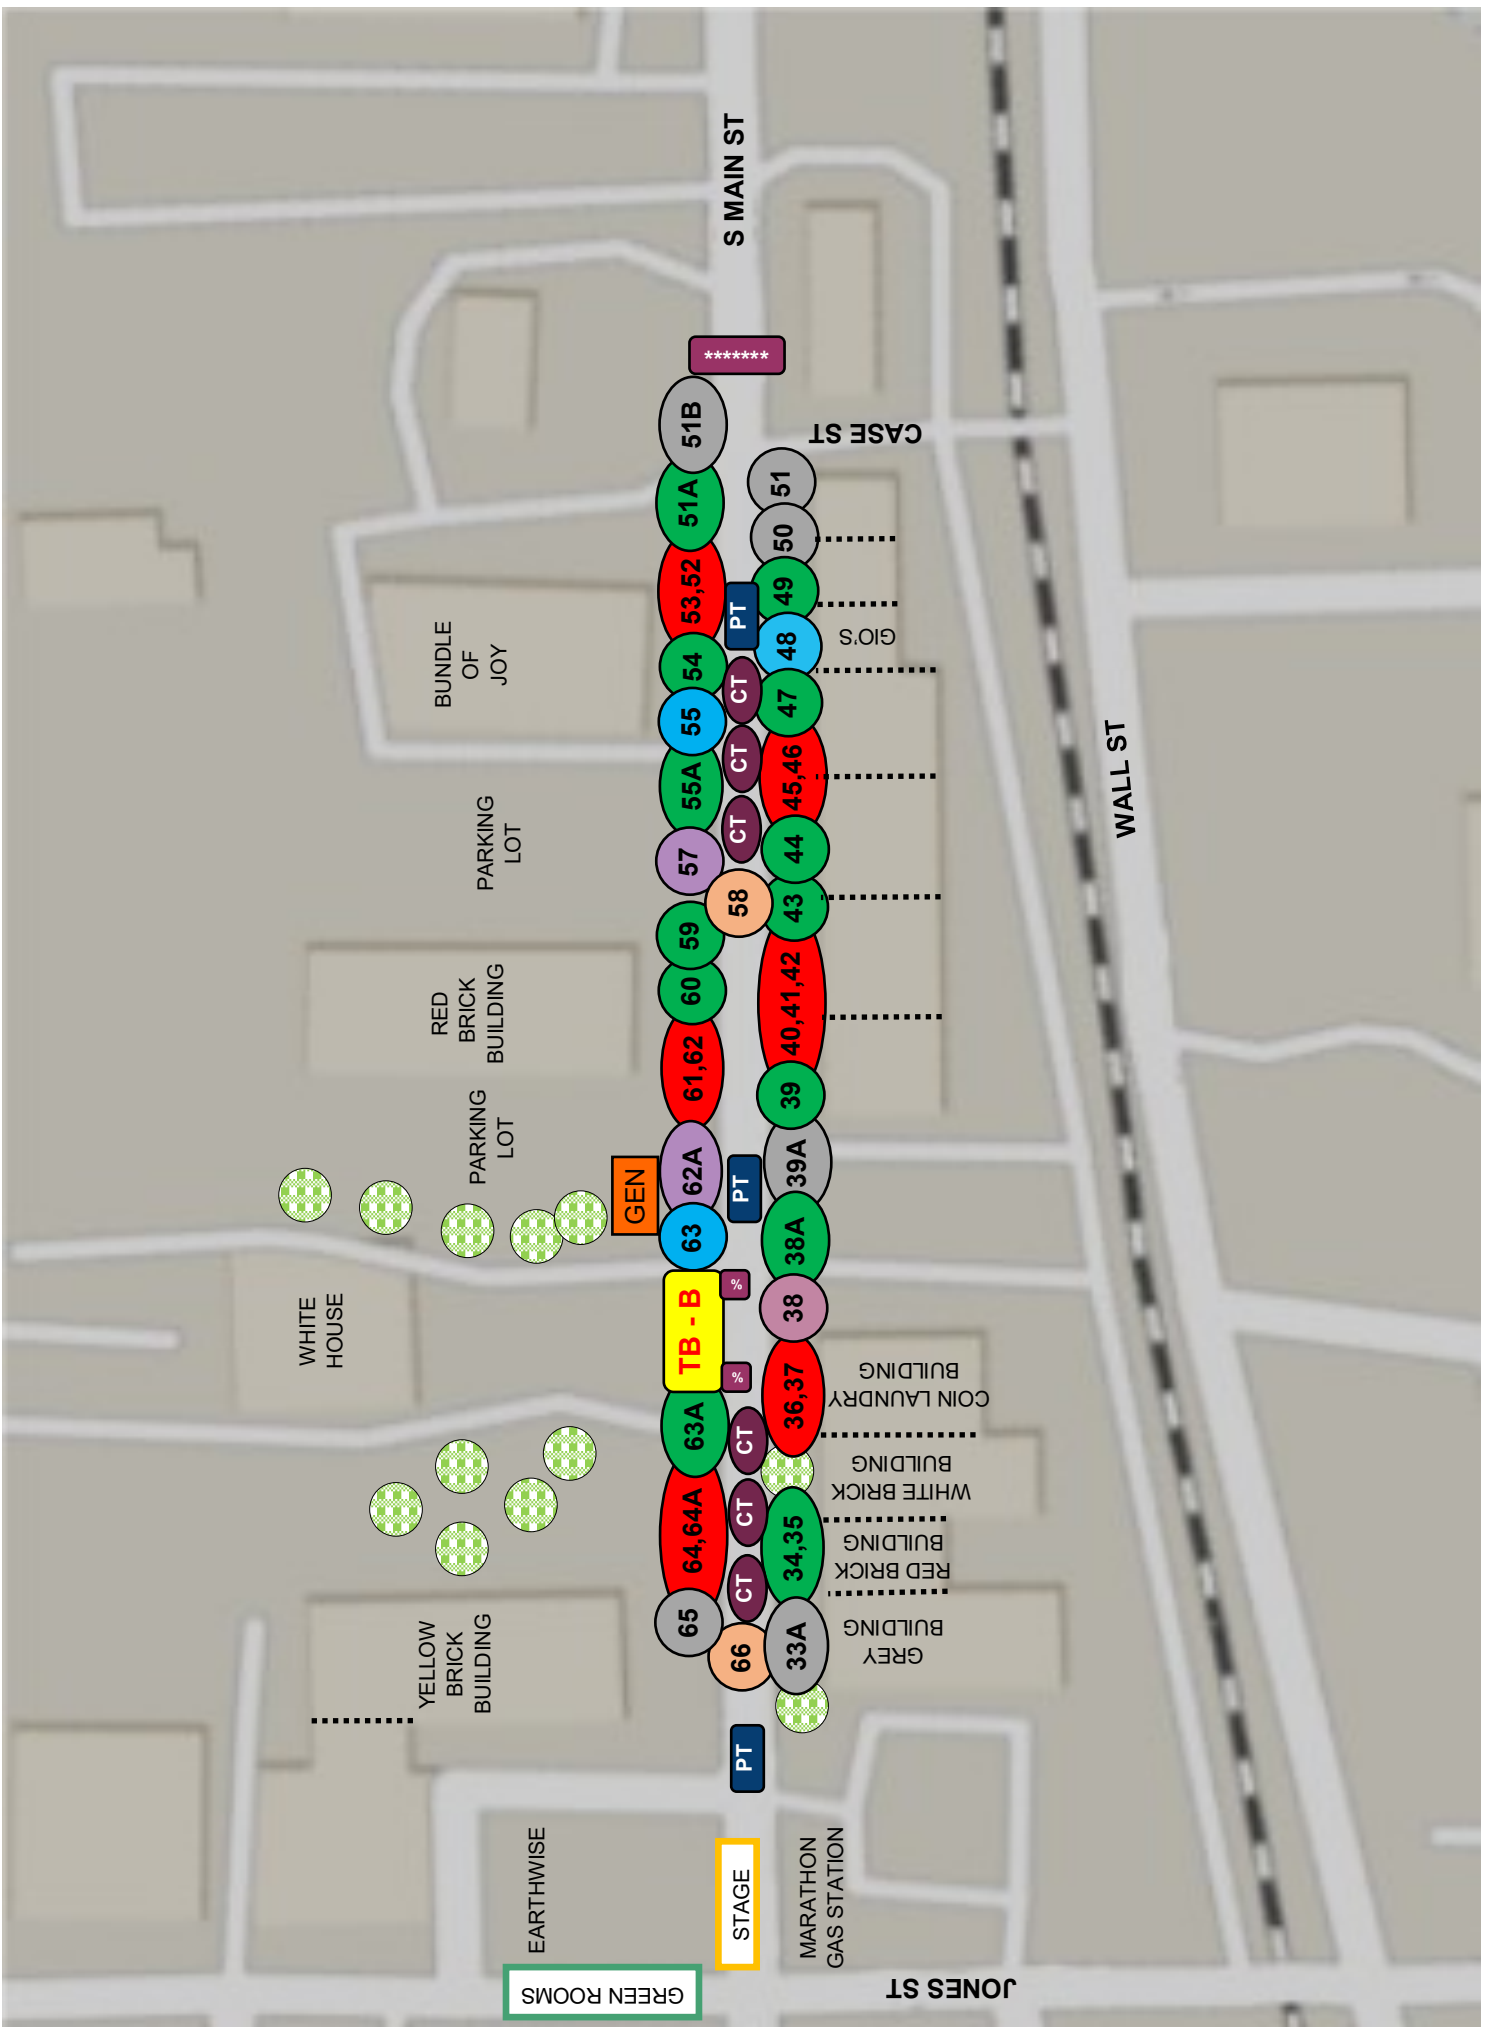 S MAIN ST
*******
CASE ST
51B
51A
53,52
54
55
55A
57
58
59
60
61,62
62A
63
TB - B
%
%
63A
64,64A
65
66
51
50
49
48
47
45,46
44
43
40,41,42
39
39A
38A
38
36,37
34,35
33A
PT
CT
CT
CT
PT
CT
CT
CT
PT
GEN
BUNDLE
OF
JOY
PARKING
LOT
RED
BRICK
BUILDING
PARKING
LOT
WHITE
HOUSE
YELLOW
BRICK
BUILDING
EARTHWISE
GREEN ROOMS
STAGE
MARATHON
GAS STATION
JONES ST
GIO'S
COIN LAUNDRY
BUILDING
WHITE BRICK
BUILDING
RED BRICK
BUILDING
GREY
BUILDING
WALL ST